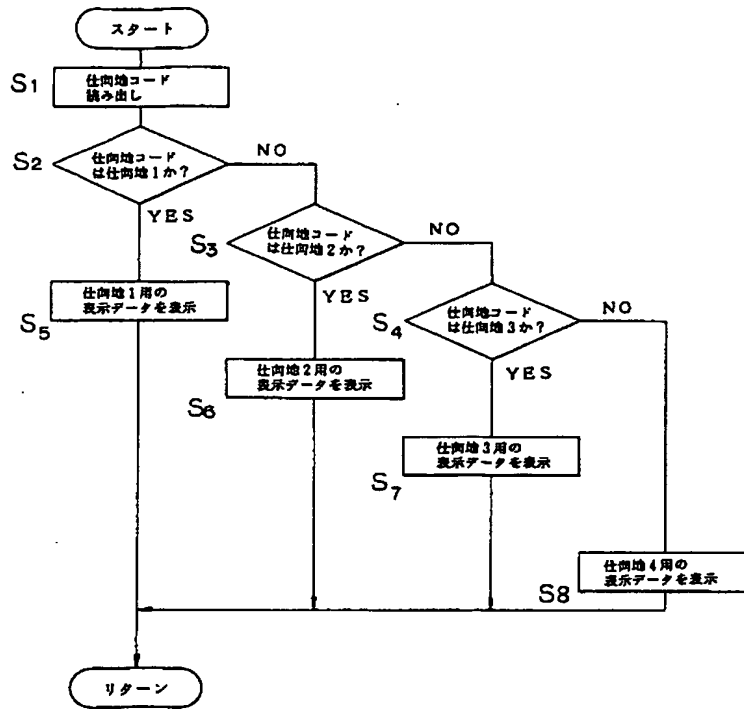 スタート
S1
仕向地コード
読み出し
S2
仕向地コード
は仕向地1か?
NO
YES
S3
仕向地コード
は仕向地2か?
NO
YES
S5
仕向地1用の
表示データを表示
S4
仕向地コード
は仕向地3か?
NO
YES
S6
仕向地2用の
表示データを表示
S7
仕向地3用の
表示データを表示
S8
仕向地4用の
表示データを表示
リターン